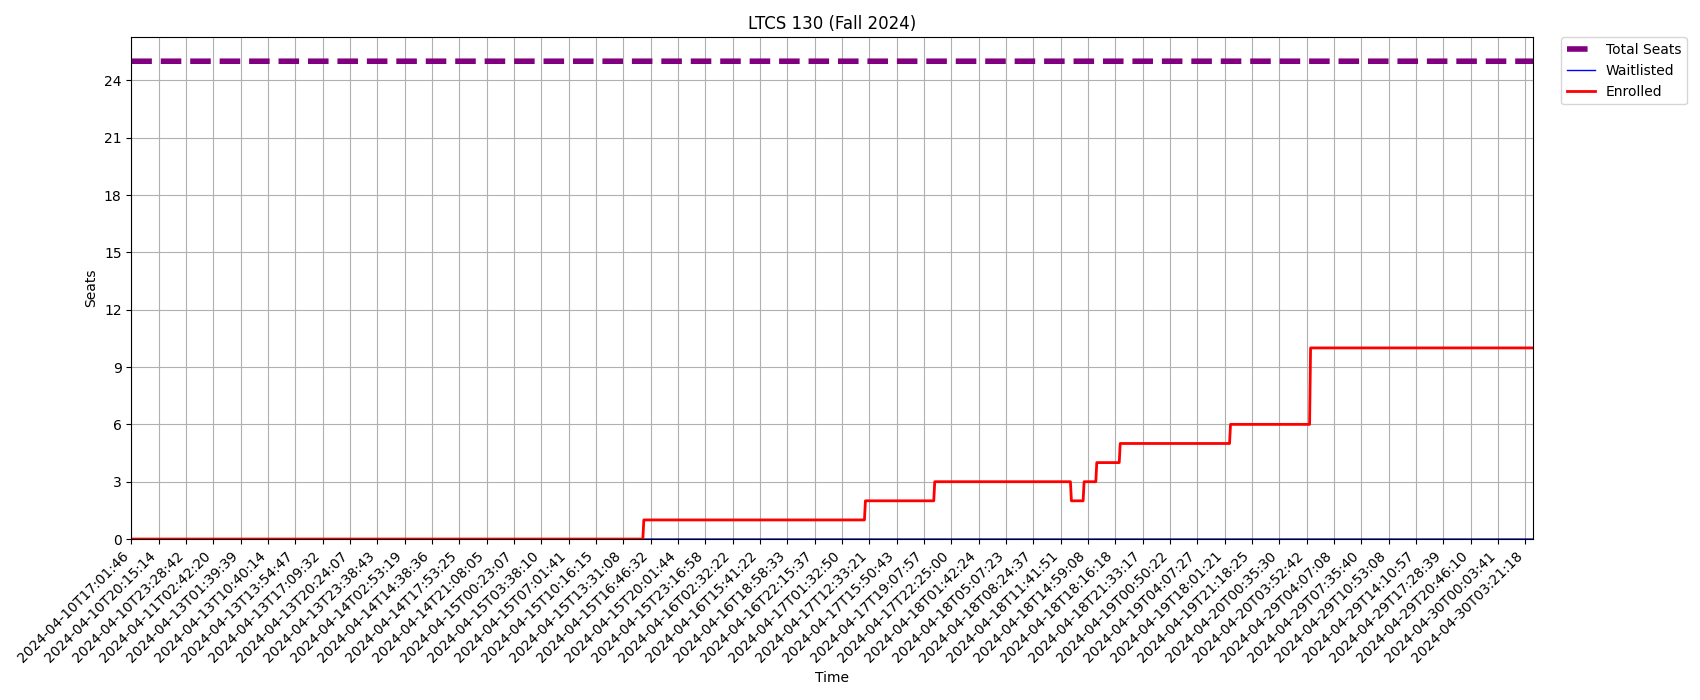 LTCS 130 (Fall 2024)
Total Seats
Waitlisted
Enrolled
Seats
24
21
18
15
12
9
6
3
0
2024-04-10T17:01:46
2024-04-10T20:15:14
2024-04-10T23:28:42
2024-04-11T02:42:20
2024-04-13T01:39:39
2024-04-13T10:40:14
2024-04-13T13:54:47
2024-04-13T17:09:32
2024-04-13T20:24:07
2024-04-13T23:38:43
2024-04-14T02:53:19
2024-04-14T14:38:36
2024-04-14T17:53:25
2024-04-14T21:08:05
2024-04-15T00:23:07
2024-04-15T03:38:10
2024-04-15T07:01:41
2024-04-15T10:16:15
2024-04-15T13:31:08
2024-04-15T16:46:32
2024-04-15T20:01:44
2024-04-15T23:16:58
2024-04-16T02:32:22
2024-04-16T15:41:22
2024-04-16T18:58:33
2024-04-16T22:15:37
2024-04-17T01:32:50
2024-04-17T12:33:21
2024-04-17T15:50:43
2024-04-17T19:07:57
2024-04-17T22:25:00
2024-04-18T01:42:24
2024-04-18T05:07:23
2024-04-18T08:24:37
2024-04-18T11:41:51
2024-04-18T14:59:08
2024-04-18T18:16:18
2024-04-18T21:33:17
2024-04-19T00:50:22
2024-04-19T04:07:27
2024-04-19T18:01:21
2024-04-19T21:18:25
2024-04-20T00:35:30
2024-04-20T03:52:42
2024-04-29T04:07:08
2024-04-29T07:35:40
2024-04-29T10:53:08
2024-04-29T14:10:57
2024-04-29T17:28:39
2024-04-29T20:46:10
2024-04-30T00:03:41
2024-04-30T03:21:18
Time